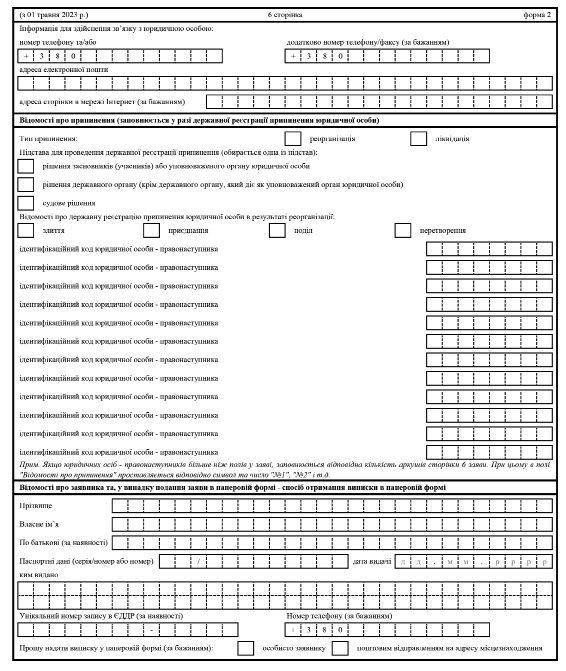 (з 01 травня 2023 р.) 6 сторінка форма 2
Інформація для здійснення зв’язку з юридичною особою:
номер телефону та/або додатково номер телефону/факсу (за бажанням)
+ 3 8 0 + 3 8 0
адреса електронної пошти
адреса сторінки в мережі Інтернет (за бажанням)
Відомості про припинення (заповнюється у разі державної реєстрації припинення юридичної особи)
Тип припинення: реорганізація ліквідація
Підстава для проведення державної реєстрації припинення (обирається одна із підстав):
рішення засновників (учасників) або уповноваженого органу юридичної особи
рішення державного органу (крім державного органу, який діє як уповноважений орган юридичної особи)
судове рішення
Відомості про державну реєстрацію припинення юридичної особи в результаті реорганізації:
злиття приєднання поділ перетворення
ідентифікаційний код юридичної особи - правонаступника
ідентифікаційний код юридичної особи - правонаступника
ідентифікаційний код юридичної особи - правонаступника
ідентифікаційний код юридичної особи - правонаступника
ідентифікаційний код юридичної особи - правонаступника
ідентифікаційний код юридичної особи - правонаступника
ідентифікаційний код юридичної особи - правонаступника
ідентифікаційний код юридичної особи - правонаступника
ідентифікаційний код юридичної особи - правонаступника
ідентифікаційний код юридичної особи - правонаступника
ідентифікаційний код юридичної особи - правонаступника
ідентифікаційний код юридичної особи - правонаступника
Прим. Якщо юридичних осіб - правонаступників більше ніж полів у заяві, заповнюється відповідна кількість аркушів сторінки 6 заяви. При цьому в полі
"Відомості про припинення" проставляється відповідно символ та число "№1", "№2" і т.д.
Відомості про заявника та, у випадку подання заяви в паперовій формі - спосіб отримання виписки в паперовій формі
Прізвище
Власне ім’я
По батькові (за наявності)
Паспортні дані (серія/номер або номер) / дата видачі д д . м м . р р р р
ким видано
Унікальний номер запису в ЄДДР (за наявності) Номер телефону (за бажанням)
- + 3 8 0
Прошу надати виписку у паперовій формі (за бажанням): особисто заявнику поштовим відправленням на адресу місцезнаходження